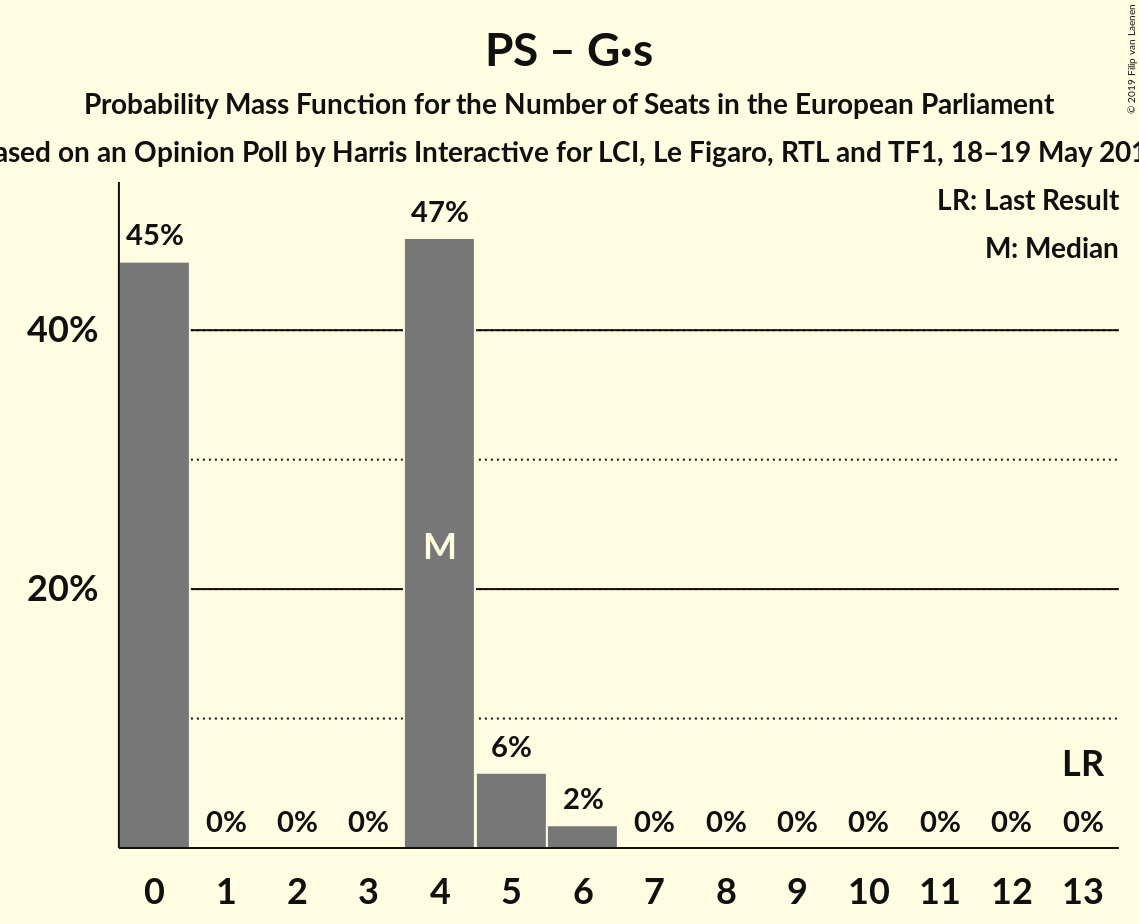 © 2019 Filip van Laenen
PS – G·s
Probability Mass Function for the Number of Seats in the European Parliament
ased on an Opinion Poll by Harris Interactive for LCI, Le Figaro, RTL and TF1, 18–19 May 201
LR: Last Result
M: Median
45% 0% 0% 0% 47% 6% 2% 0% 0% 0% 0% 0% 0% 0%
40%
20%
M
LR
0 1 2 3 4 5 6 7 8 9 10 11 12 13